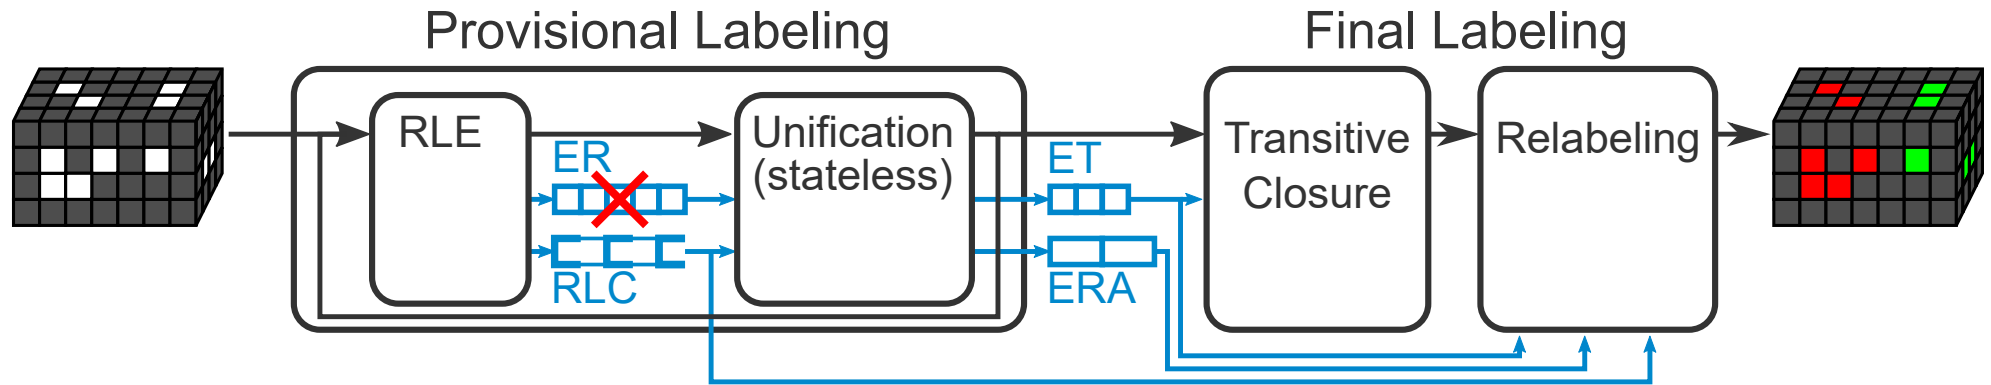 Provisional Labeling
Final Labeling
RLE
ER
RLC
Unification
(stateless)
ET
ERA
Transitive
Closure
Relabeling